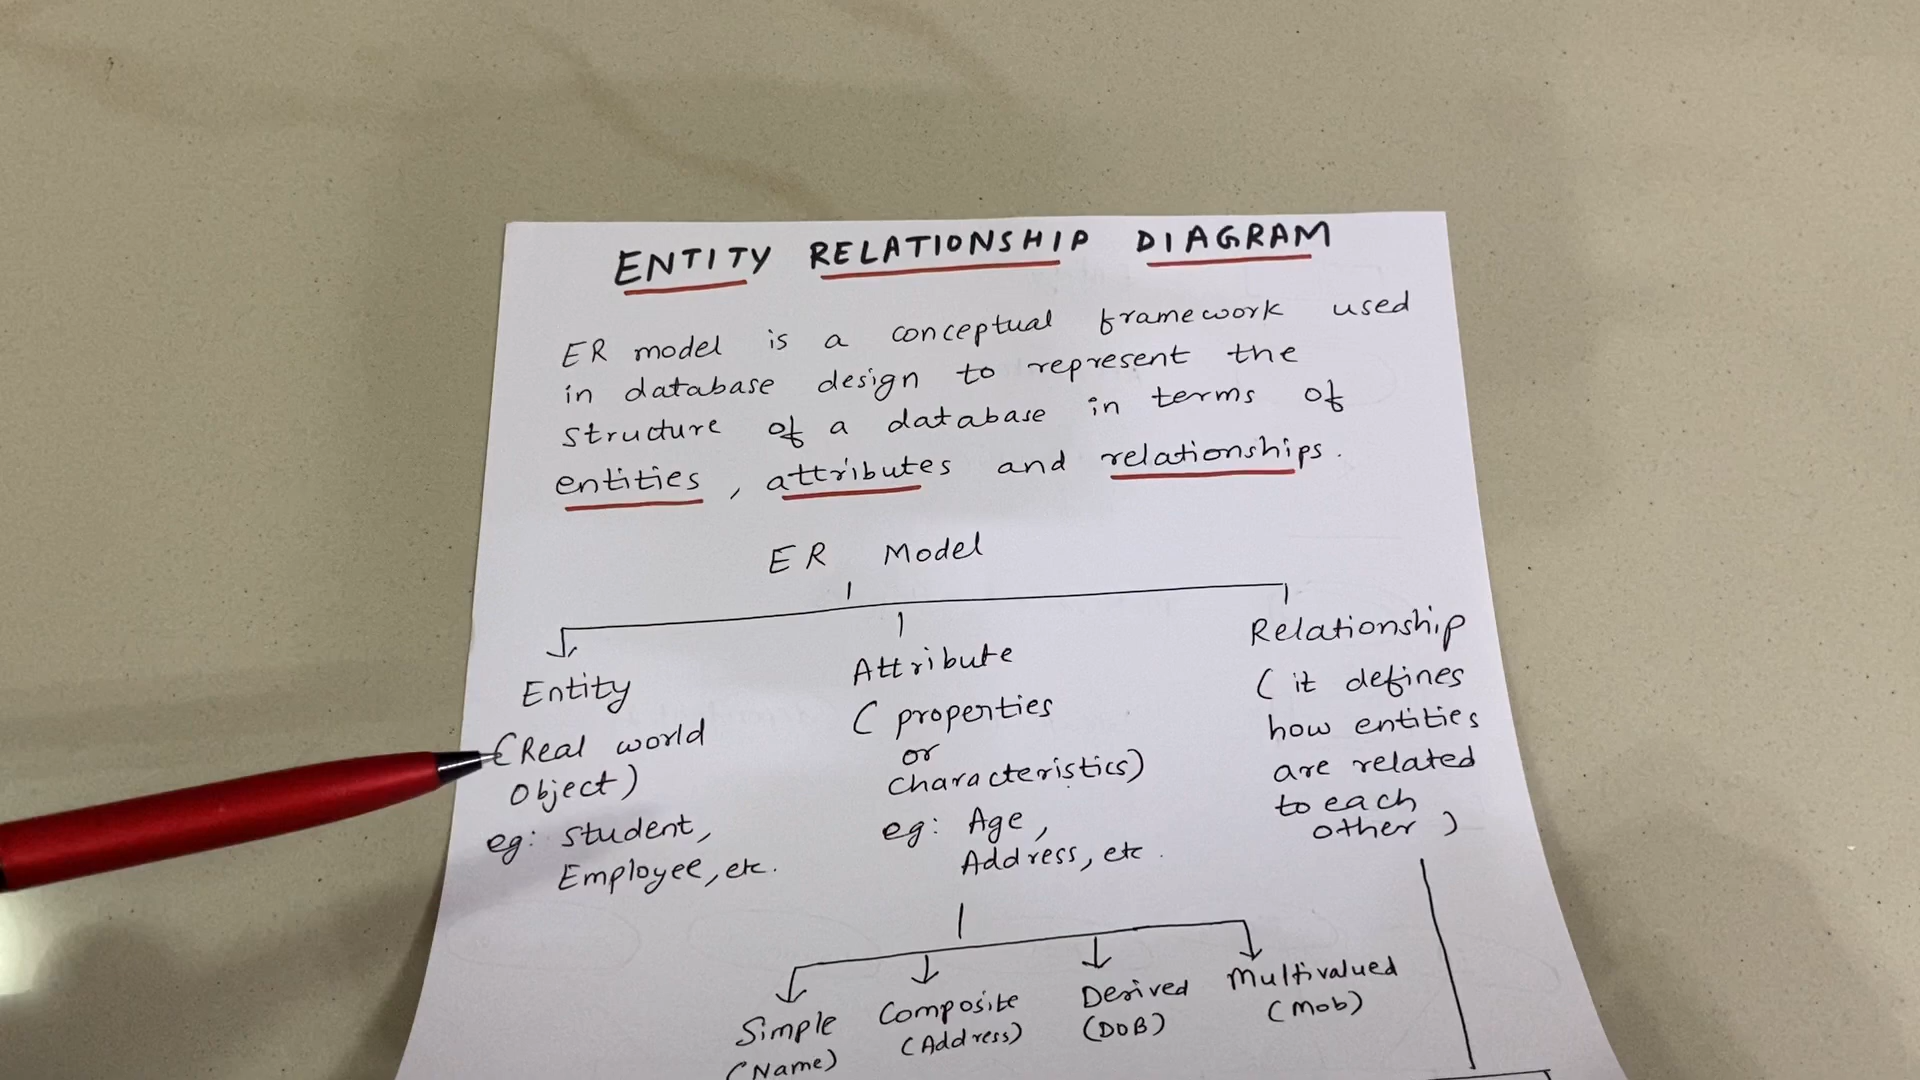 ENTITY RELATIONSHIP DIAGRAM
ER model is a conceptual framework used
in database design to represent the
structure of a database in terms of
entities, attributes and relationships.
ER Model
Entity
(Real world
object)
eg: Student,
Employee, etc.
Attribute
(properties
or
characteristics)
eg: Age,
Address, etc.
Relationship
(it defines
how entities
are related
to each
other)
Simple
(Name)
Composite
(Address)
Derived
(DOB)
Multivalued
(Mob)